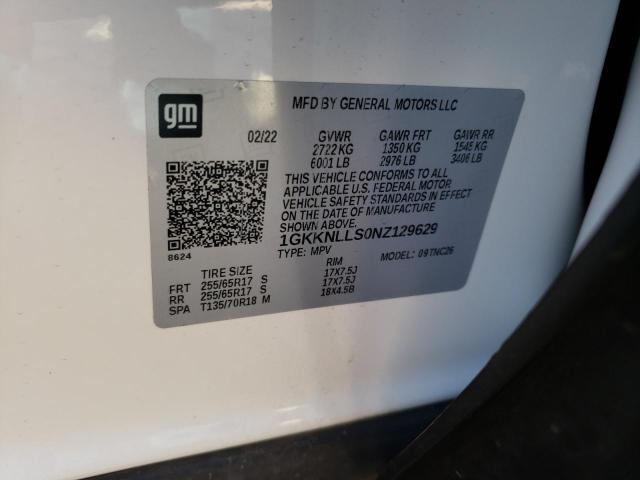 gm
MFD BY GENERAL MOTORS LLC
02/22 GVWR GAWR FRT GAWR RR
2722 KG 1350 KG 1545 KG
6001 LB 2976 LB 3406 LB
THIS VEHICLE CONFORMS TO ALL
APPLICABLE U.S. FEDERAL MOTOR
VEHICLE SAFETY STANDARDS IN
EFFECT ON THE DATE OF MANUFACTURE
SHOWN ABOVE.
1GKKNLLS0NZ129629
TYPE: MPV MODEL: 09TNC26
8624
TIRE SIZE RIM
FRT 255/65R17 S 17X7.5J
RR 255/65R17 S 17X7.5J
SPA T135/70R18 M 18X4.5B